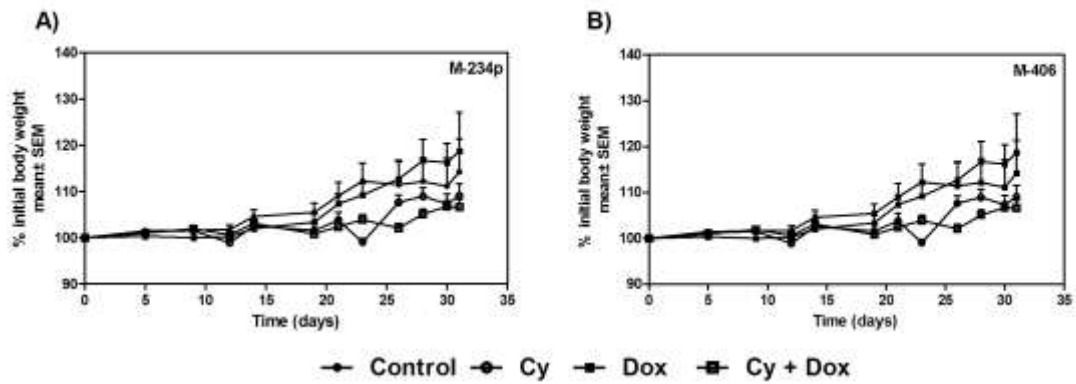 A)
M-234p
% initial body weight
mean± SEM
140
130
120
110
100
90
0 5 10 15 20 25 30 35
Time (days)
B)
M-406
% initial body weight
mean± SEM
140
130
120
110
100
90
0 5 10 15 20 25 30 35
Time (days)
Control Cy Dox Cy + Dox